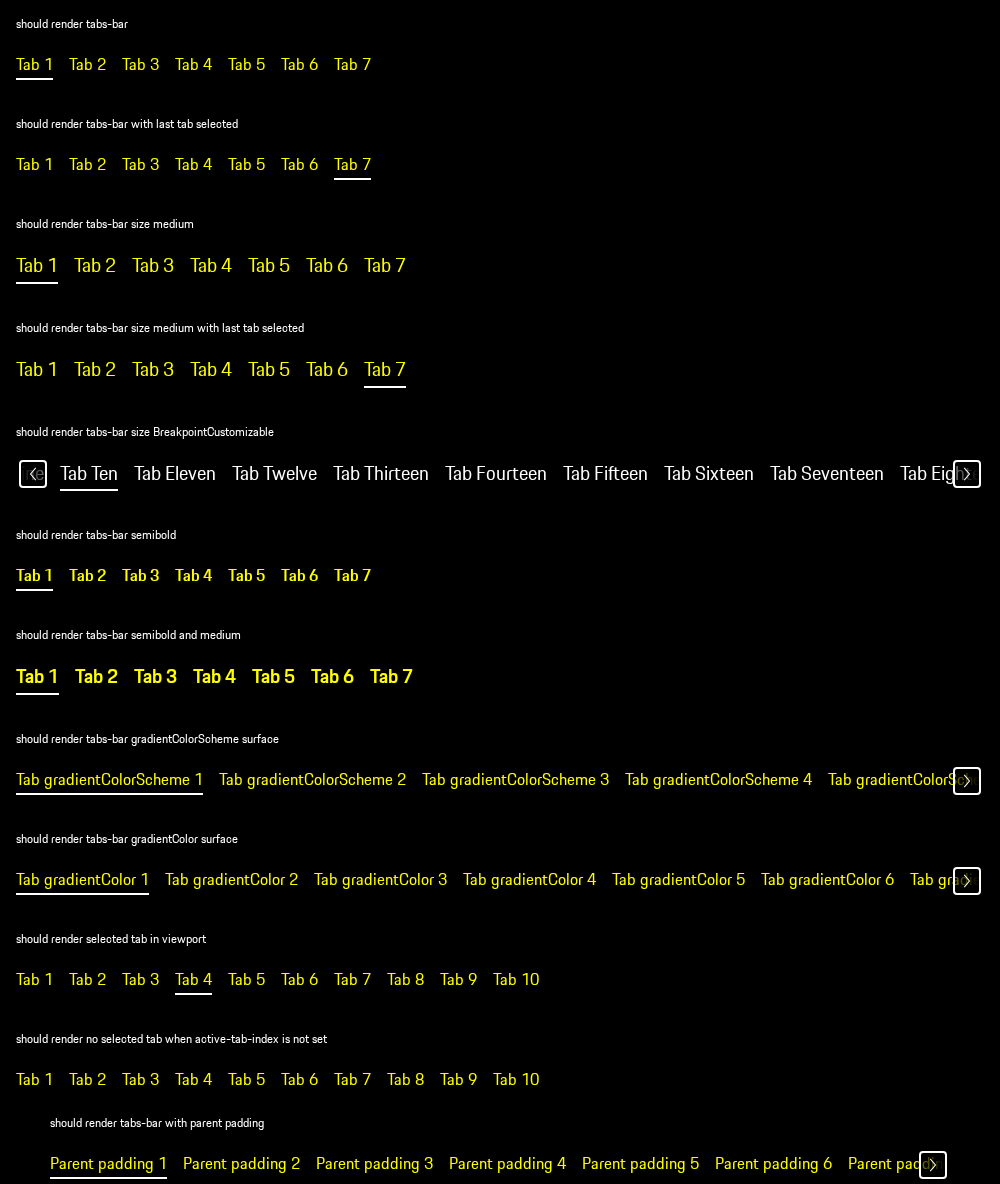 should render tabs-bar
Tab 1 Tab 2 Tab 3 Tab 4 Tab 5 Tab 6 Tab 7
should render tabs-bar with last tab selected
Tab 1 Tab 2 Tab 3 Tab 4 Tab 5 Tab 6 Tab 7
should render tabs-bar size medium
Tab 1 Tab 2 Tab 3 Tab 4 Tab 5 Tab 6 Tab 7
should render tabs-bar size medium with last tab selected
Tab 1 Tab 2 Tab 3 Tab 4 Tab 5 Tab 6 Tab 7
should render tabs-bar size BreakpointCustomizable
Tab Ten Tab Eleven Tab Twelve Tab Thirteen Tab Fourteen Tab Fifteen Tab Sixteen Tab Seventeen Tab
should render tabs-bar semibold
Tab 1 Tab 2 Tab 3 Tab 4 Tab 5 Tab 6 Tab 7
should render tabs-bar semibold and medium
Tab 1 Tab 2 Tab 3 Tab 4 Tab 5 Tab 6 Tab 7
should render tabs-bar gradientColorScheme surface
Tab gradientColorScheme 1 Tab gradientColorScheme 2 Tab gradientColorScheme 3 Tab gradientColorScheme 4 Tab
should render tabs-bar gradientColor surface
Tab gradientColor 1 Tab gradientColor 2 Tab gradientColor 3 Tab gradientColor 4 Tab gradientColor 5 Tab gradientColor 6 Tab
should render selected tab in viewport
Tab 1 Tab 2 Tab 3 Tab 4 Tab 5 Tab 6 Tab 7 Tab 8 Tab 9 Tab 10
should render no selected tab when active-tab-index is not set
Tab 1 Tab 2 Tab 3 Tab 4 Tab 5 Tab 6 Tab 7 Tab 8 Tab 9 Tab 10
should render tabs-bar with parent padding
Parent padding 1 Parent padding 2 Parent padding 3 Parent padding 4 Parent padding 5 Parent padding 6 Parent